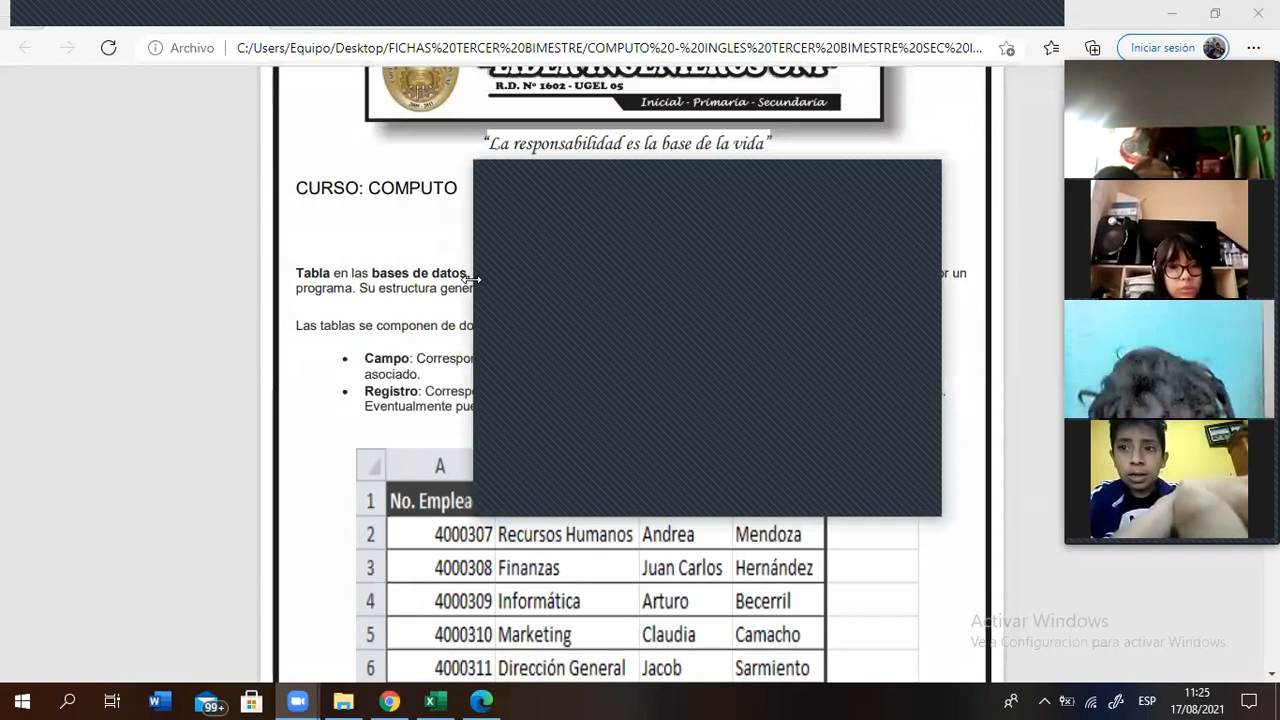 Archivo
C:/Users/Equipo/Desktop/FICHAS%20TERCER%20BIMESTRE/COMPUTO%20-%20INGLES%20TERCER%20BIMESTRE%20SEG%20I...
Iniciar sesión
R.D. Nº 1602 - UGEL 05
Inicial - Primaria - Secundaria
“La responsabilidad es la base de la vida”
CURSO: COMPUTO
Tabla en las bases de datos,
or un
programa. Su estructura gener
Las tablas se componen de do
Campo: Correspon
asociado.
Registro: Correspo
Eventualmente pue
A
1 No. Emplea
2 4000307 Recursos Humanos Andrea Mendoza
3 4000308 Finanzas Juan Carlos Hernández
4 4000309 Informática Arturo Becerril
5 4000310 Marketing Claudia Camacho
6 4000311 Dirección General Jacob Sarmiento
Activar Windows
Ve a Configuración para activar Windows.
99+
ESP
11:25
17/08/2021